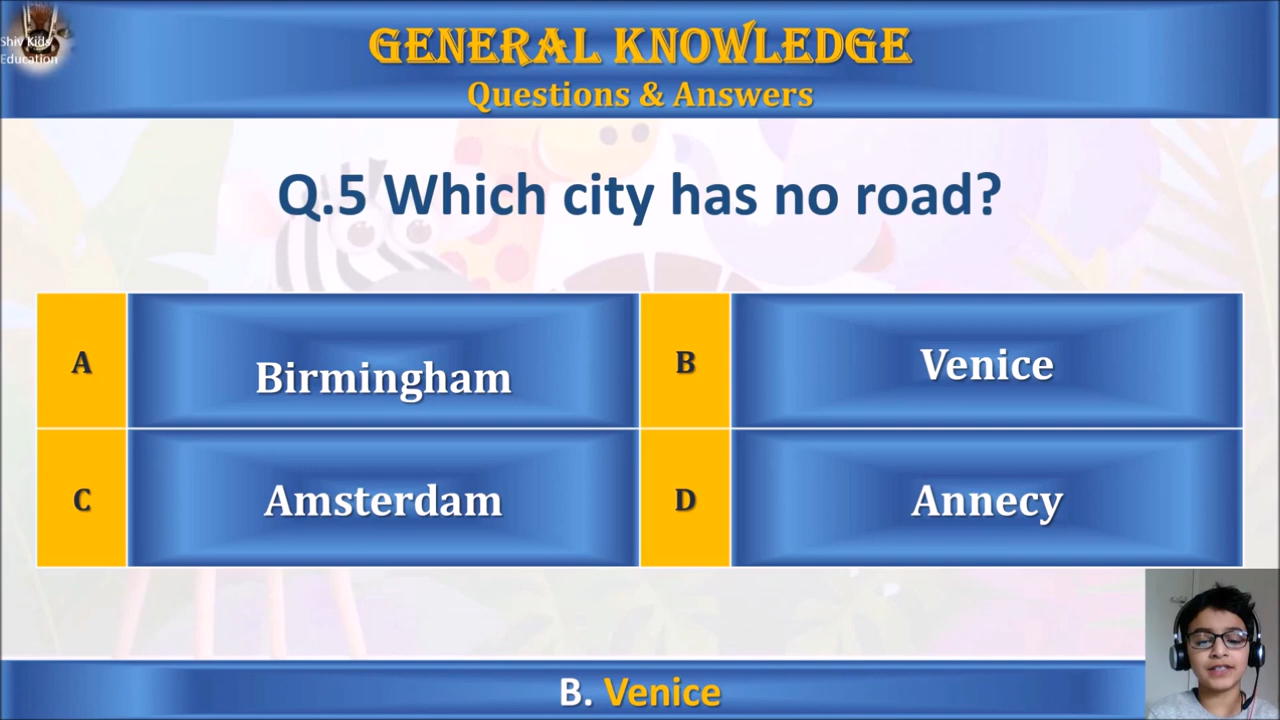 Shiv Kids
Education
GENERAL KNOWLEDGE
Questions & Answers
Q.5 Which city has no road?
A
Birmingham
B
Venice
C
Amsterdam
D
Annecy
B. Venice